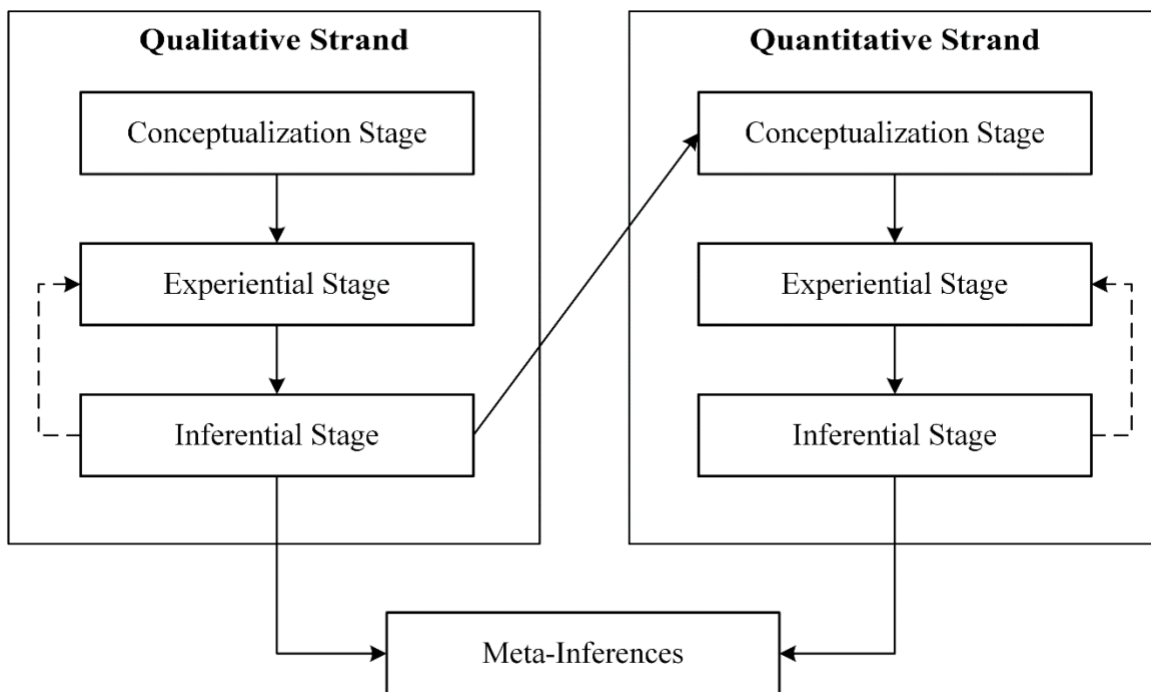 Qualitative Strand
Conceptualization Stage
Experiential Stage
Inferential Stage
Quantitative Strand
Conceptualization Stage
Experiential Stage
Inferential Stage
Meta-Inferences